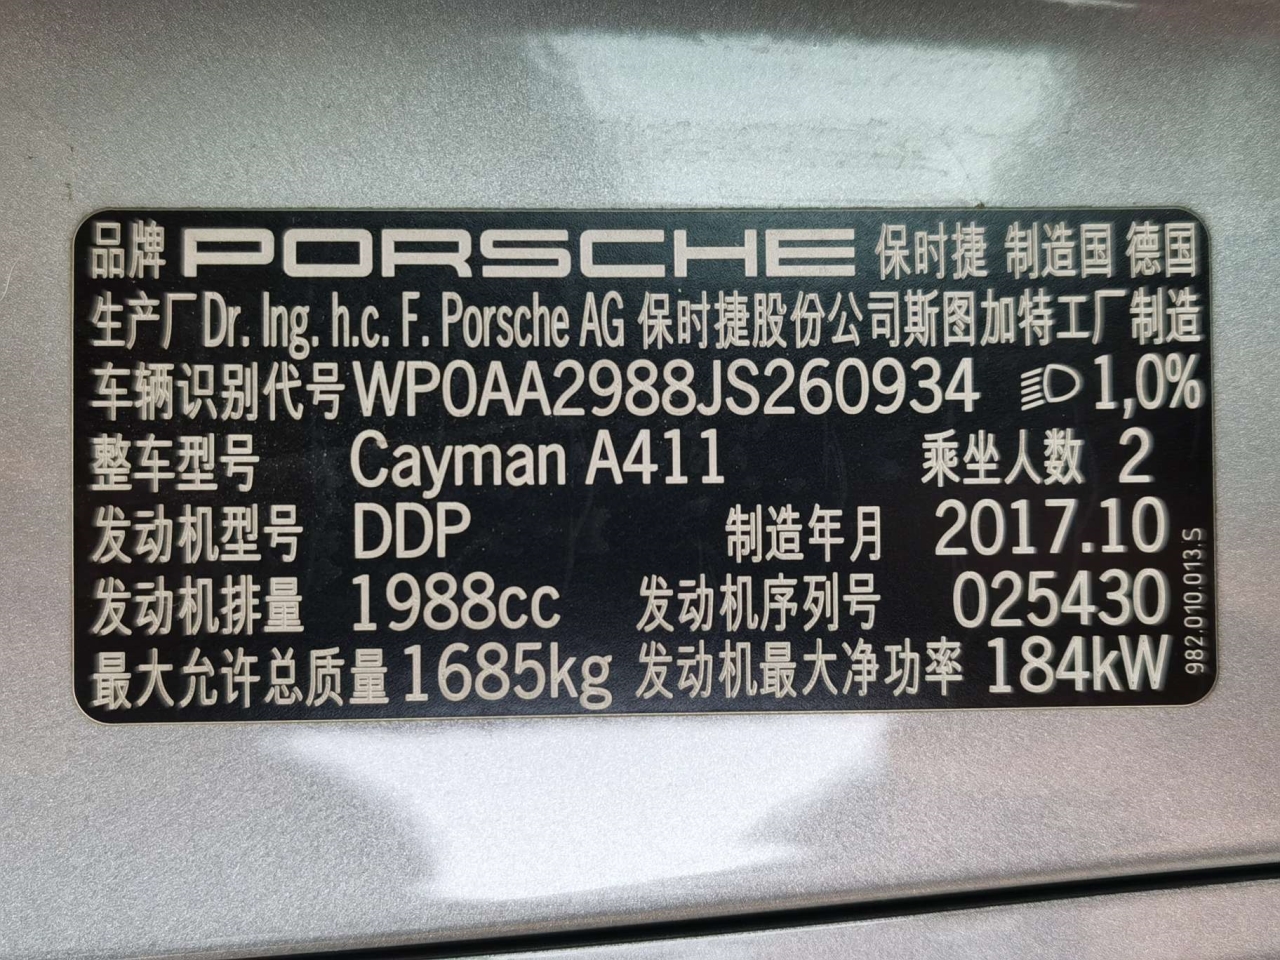 品牌 PORSCHE 保时捷 制造国 德国
生产厂 Dr. Ing. h.c. F. Porsche AG 保时捷股份公司斯图加特工厂制造
车辆识别代号 WP0AA2988JS260934 1,0%
整车型号 Cayman A411 乘坐人数 2
发动机型号 DDP 制造年月 2017.10
发动机排量 1988cc 发动机序列号 025430
最大允许总质量 1685kg 发动机最大净功率 184kW
982.010.013.S